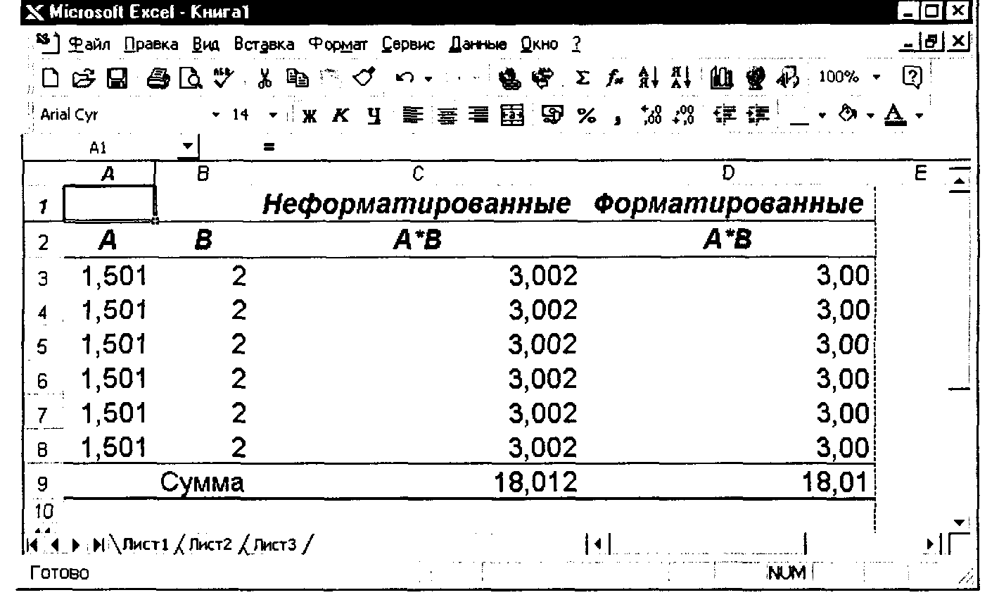 Microsoft Excel - Книга1
Файл Правка Вид Вставка Формат Сервис Данные Окно ?
100%
Arial Cyr 14 Ж К Ч % ,
A1 =
A B C D E
1 Неформатированные Форматированные
2 A B A*B A*B
3 1,501 2 3,002 3,00
4 1,501 2 3,002 3,00
5 1,501 2 3,002 3,00
6 1,501 2 3,002 3,00
7 1,501 2 3,002 3,00
8 1,501 2 3,002 3,00
9 Сумма 18,012 18,01
10
Лист1 Лист2 Лист3
Готово NUM